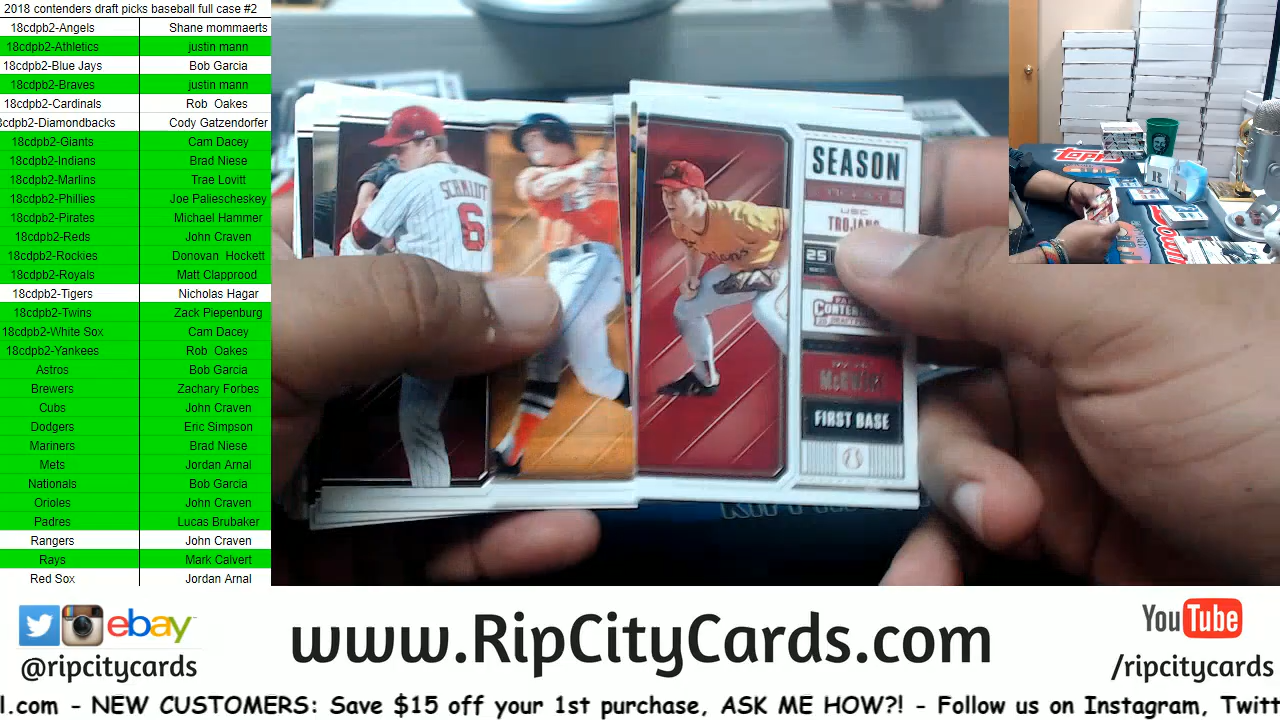 2018 contenders draft picks baseball full case #2
18cdpb2-Angels Shane mommaerts
18cdpb2-Athletics justin mann
18cdpb2-Blue Jays Bob Garcia
18cdpb2-Braves justin mann
18cdpb2-Cardinals Rob Oakes
cdpb2-Diamondbacks Cody Gatzendorfer
18cdpb2-Giants Cam Dacey
18cdpb2-Indians Brad Niese
18cdpb2-Marlins Trae Lovitt
18cdpb2-Phillies Joe Paliescheskey
18cdpb2-Pirates Michael Hammer
18cdpb2-Reds John Craven
18cdpb2-Rockies Donovan Hockett
18cdpb2-Royals Matt Clapprood
18cdpb2-Tigers Nicholas Hagar
18cdpb2-Twins Zack Piepenburg
18cdpb2-White Sox Cam Dacey
18cdpb2-Yankees Rob Oakes
Astros Bob Garcia
Brewers Zachary Forbes
Cubs John Craven
Dodgers Eric Simpson
Mariners Brad Niese
Mets Jordan Arnal
Nationals Bob Garcia
Orioles John Craven
Padres Lucas Brubaker
Rangers John Craven
Rays Mark Calvert
Red Sox Jordan Arnal
SCHMIDT
6
SEASON
USC
TROJANS
25
FIRST BASE
Topps
ebay
@ripcitycards
www.RipCityCards.com
YouTube
/ripcitycards
l.com - NEW CUSTOMERS: Save $15 off your 1st purchase, ASK ME HOW?! - Follow us on Instagram, Twitt